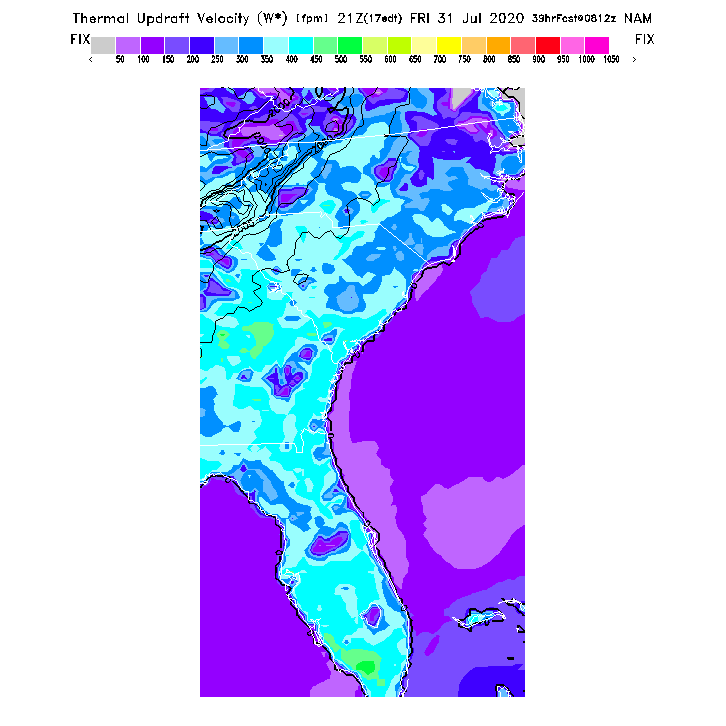 Thermal Updraft Velocity (W*) [fpm] 21Z(17edt) FRI 31 Jul 2020 39hrFcst@0812z NAM
FIX FIX
< 50 100 150 200 250 300 350 400 450 500 550 600 650 700 750 800 850 900 950 1000 1050 >